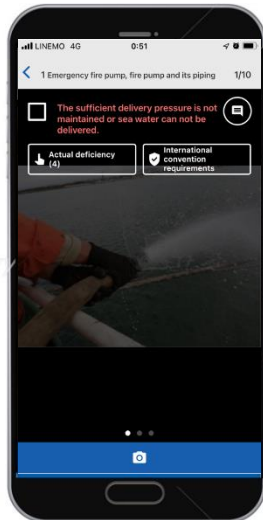 LINEMO 4G 0:51
1 Emergency fire pump, fire pump and its piping 1/10
The sufficient delivery pressure is not
maintained or sea water can not be
delivered.
Actual deficiency
(4)
International
convention
requirements